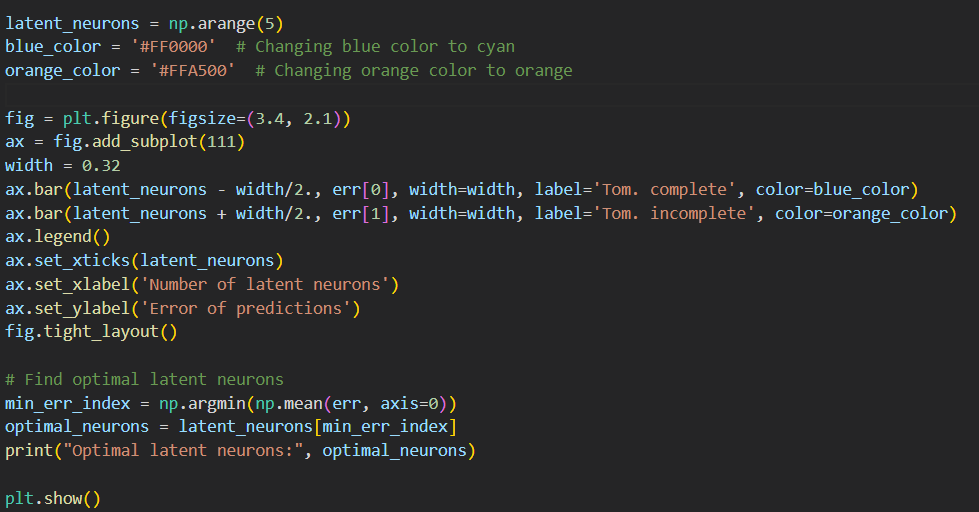 latent_neurons = np.arange(5)
blue_color = '#FF0000'  # Changing blue color to cyan
orange_color = '#FFA500'  # Changing orange color to orange
fig = plt.figure(figsize=(3.4, 2.1))
ax = fig.add_subplot(111)
width = 0.32
ax.bar(latent_neurons - width/2., err[0], width=width, label='Tom. complete', color=blue_color)
ax.bar(latent_neurons + width/2., err[1], width=width, label='Tom. incomplete', color=orange_color)
ax.legend()
ax.set_xticks(latent_neurons)
ax.set_xlabel('Number of latent neurons')
ax.set_ylabel('Error of predictions')
fig.tight_layout()
# Find optimal latent neurons
min_err_index = np.argmin(np.mean(err, axis=0))
optimal_neurons = latent_neurons[min_err_index]
print("Optimal latent neurons:", optimal_neurons)
plt.show()